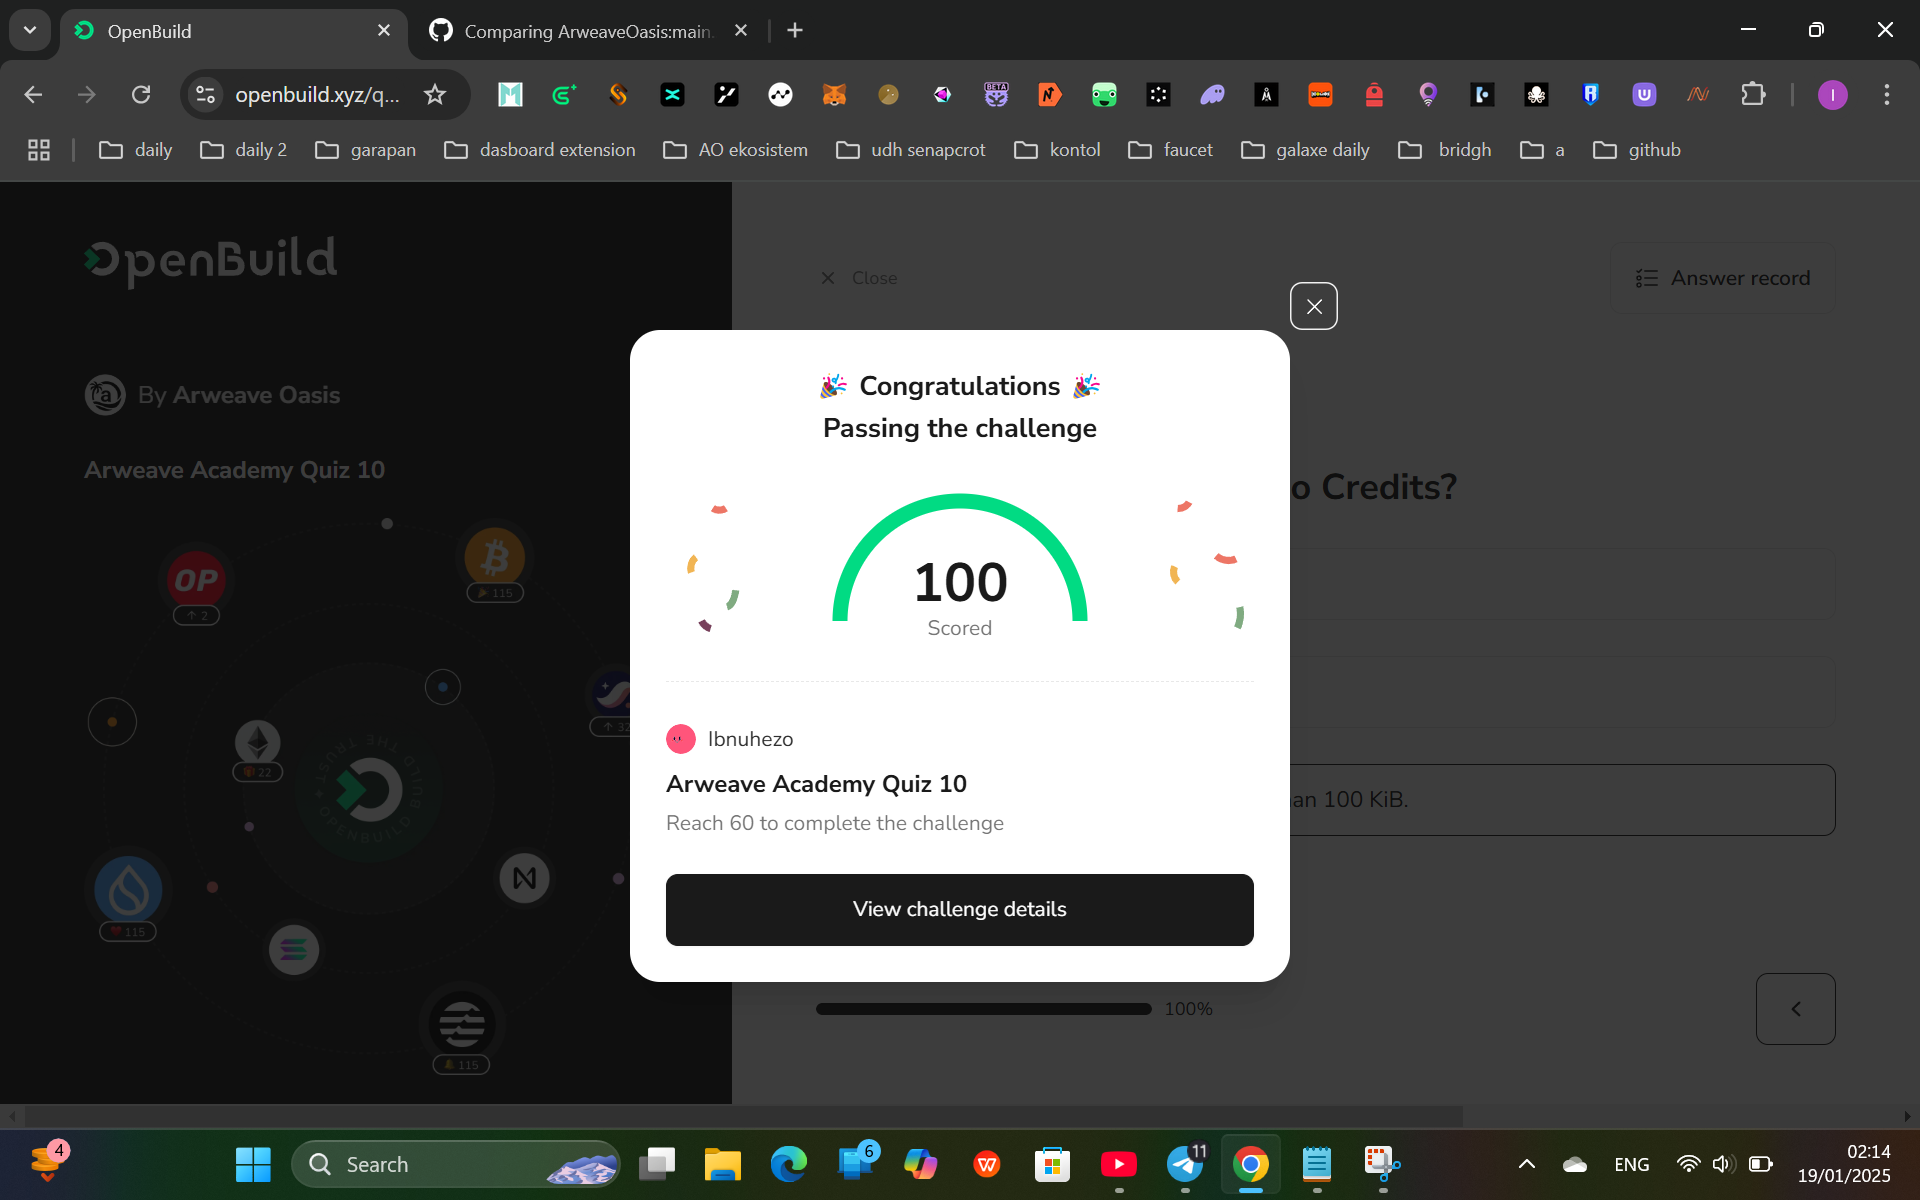 OpenBuild
Comparing ArweaveOasis:main.
openbuild.xyz/q...
BETA
daily
daily 2
garapan
dasboard extension
AO ekosistem
udh senapcrot
kontol
faucet
galaxe daily
bridgh
a
github
OpenBuild
Close
Answer record
By Arweave Oasis
Arweave Academy Quiz 10
o Credits?
an 100 KiB.
100%
OP
2
115
32
22
115
115
Congratulations
Passing the challenge
100
Scored
Ibnuhezo
Arweave Academy Quiz 10
Reach 60 to complete the challenge
View challenge details
4
Search
6
11
ENG
02:14
19/01/2025